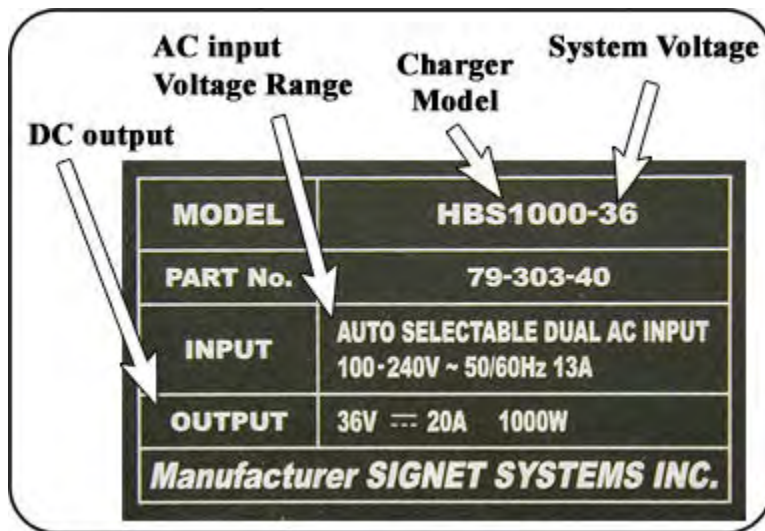 AC input
Voltage Range
Charger
Model
System Voltage
DC output
MODEL
HBS1000-36
PART No.
79-303-40
INPUT
AUTO SELECTABLE DUAL AC INPUT
100-240V ~ 50/60Hz 13A
OUTPUT
36V ⎓ 20A 1000W
Manufacturer SIGNET SYSTEMS INC.